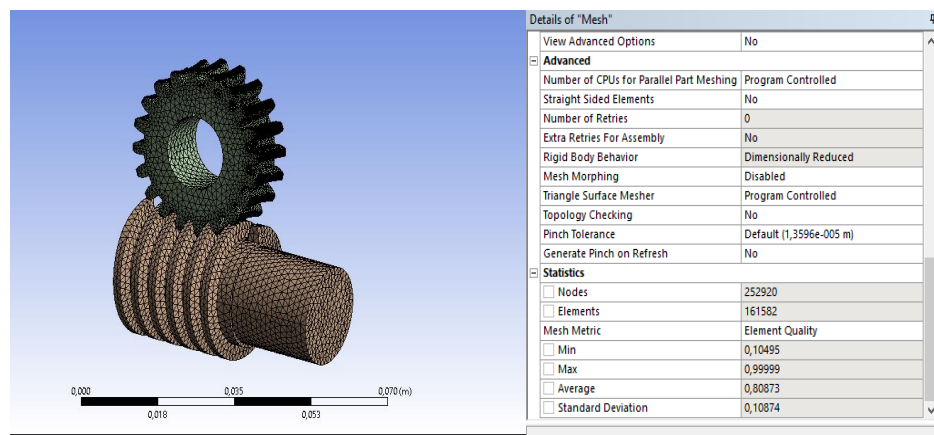 Details of "Mesh"
View Advanced Options No
Advanced
Number of CPUs for Parallel Part Meshing Program Controlled
Straight Sided Elements No
Number of Retries 0
Extra Retries For Assembly No
Rigid Body Behavior Dimensionally Reduced
Mesh Morphing Disabled
Triangle Surface Mesher Program Controlled
Topology Checking No
Pinch Tolerance Default (1,3596e-005 m)
Generate Pinch on Refresh No
Statistics
Nodes 252920
Elements 161582
Mesh Metric Element Quality
Min 0,10495
Max 0,99999
Average 0,80873
Standard Deviation 0,10874
0,000 0,035 0,070 (m)
0,018 0,053